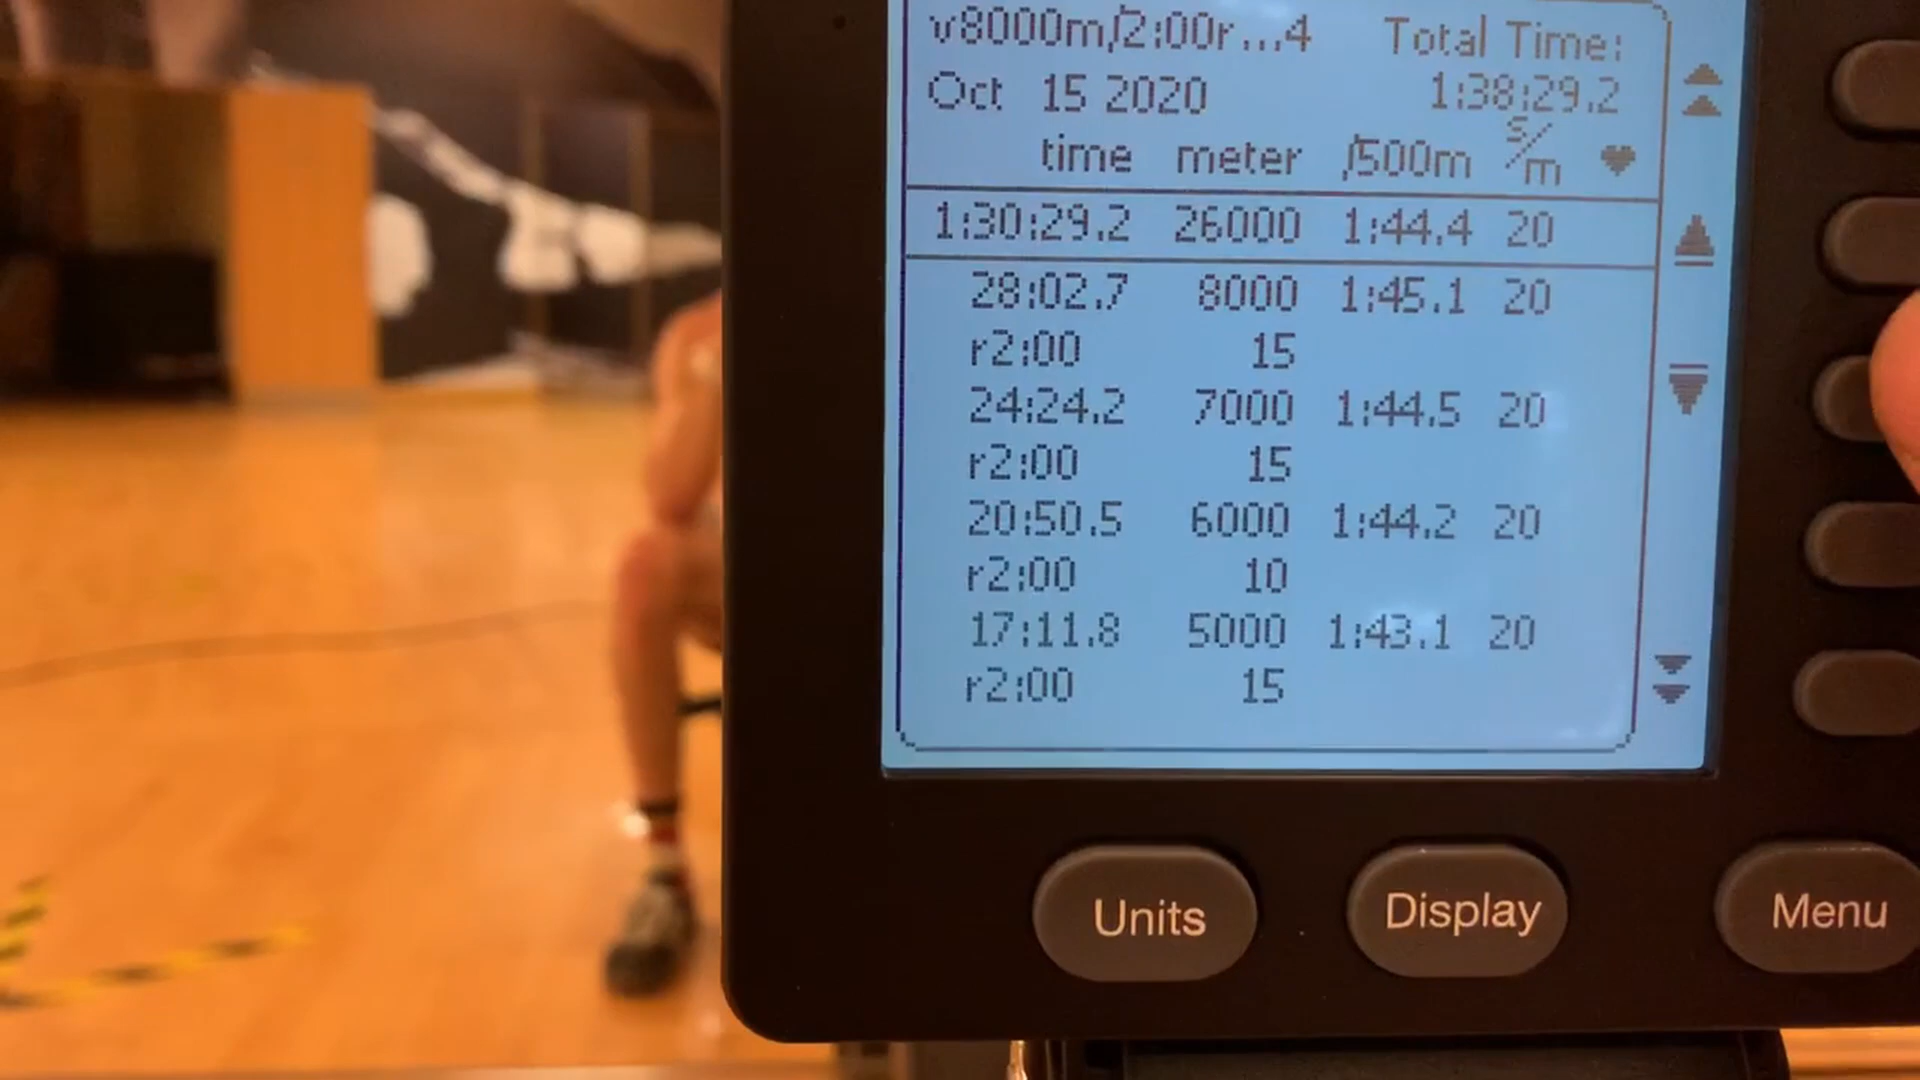 v8000m/2:00r...4 Total Time:
Oct 15 2020 1:38:29.2
time meter /500m s/m ♥
1:30:29.2 26000 1:44.4 20
28:02.7 8000 1:45.1 20
r2:00 15
24:24.2 7000 1:44.5 20
r2:00 15
20:50.5 6000 1:44.2 20
r2:00 10
17:11.8 5000 1:43.1 20
r2:00 15
Units Display Menu